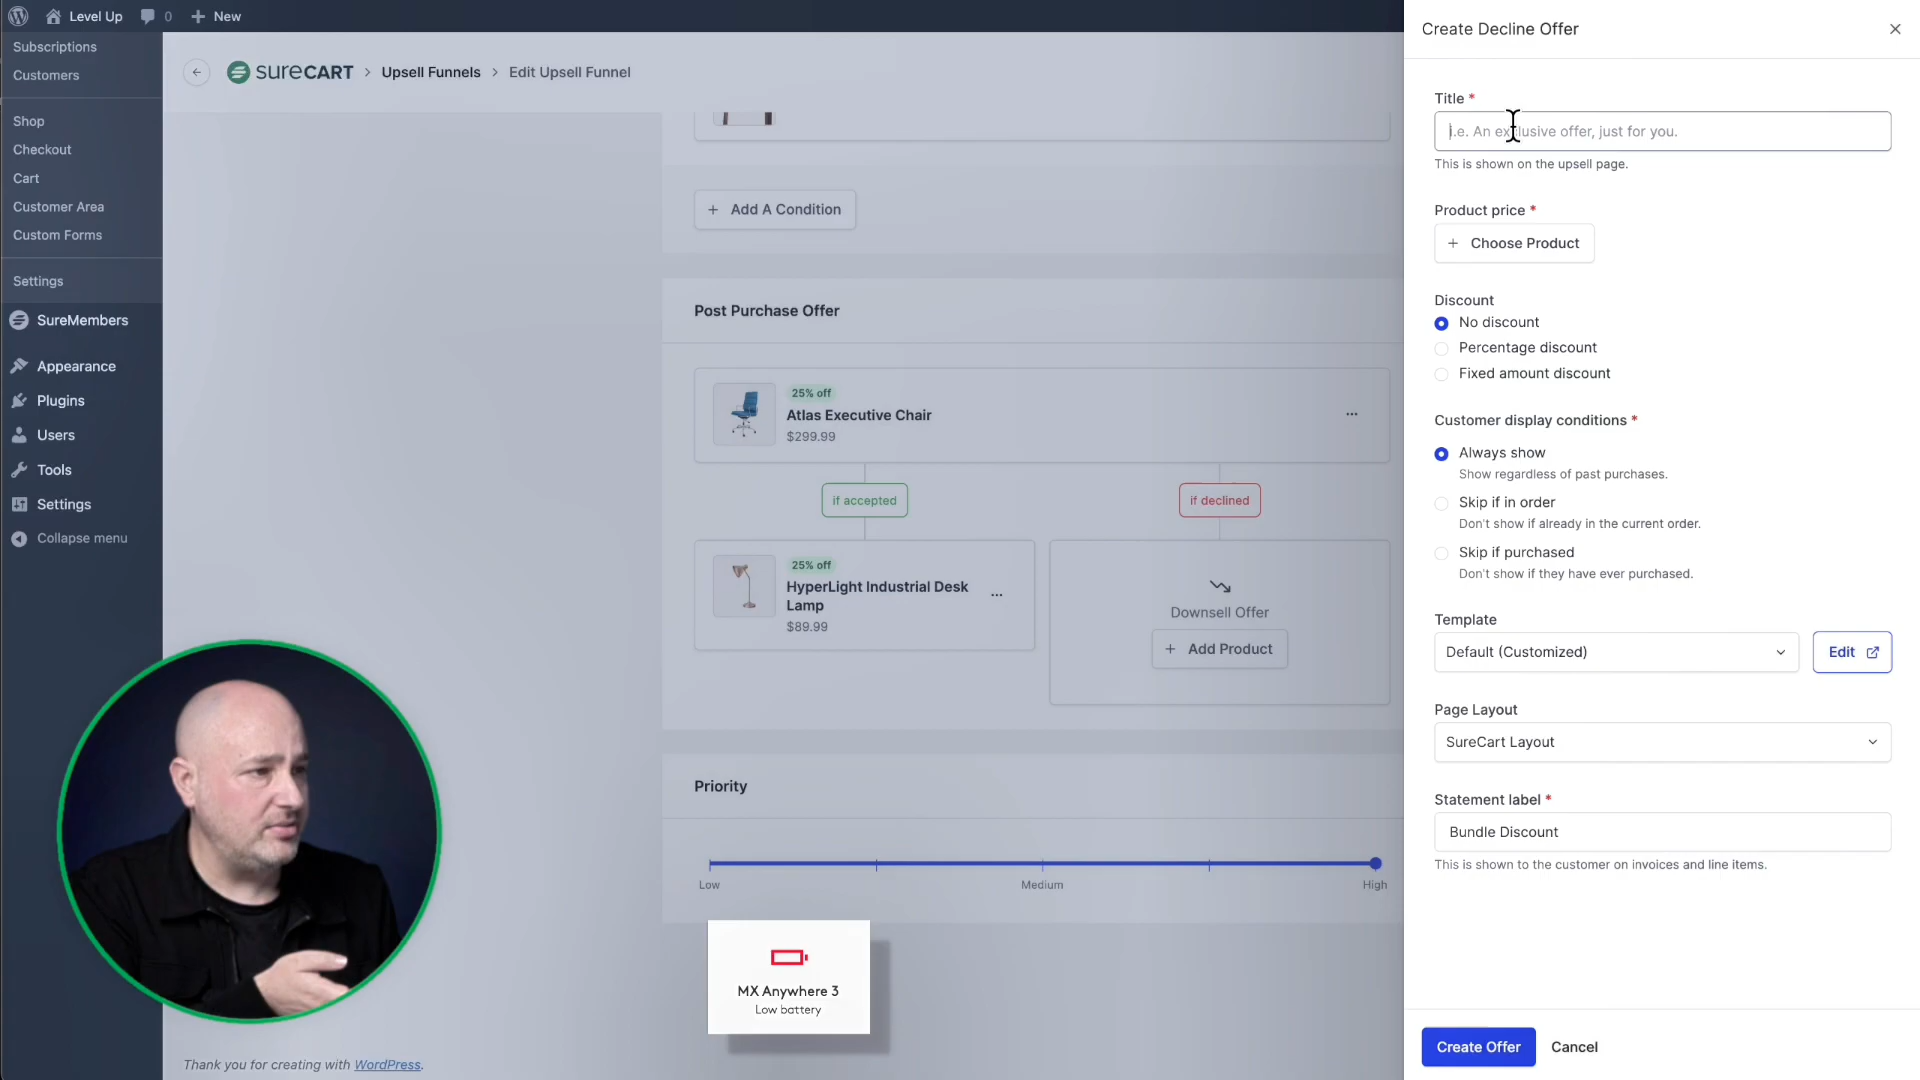 Level Up
0
New
Subscriptions
Customers
Shop
Checkout
Cart
Customer Area
Custom Forms
Settings
SureMembers
Appearance
Plugins
Users
Tools
Settings
Collapse menu
SURECART > Upsell Funnels > Edit Upsell Funnel
+ Add A Condition
Post Purchase Offer
25% off
Atlas Executive Chair
$299.99
...
if accepted
if declined
25% off
HyperLight Industrial Desk
Lamp
$89.99
...
Downsell Offer
+ Add Product
Priority
Low
Medium
High
MX Anywhere 3
Low battery
Thank you for creating with WordPress.
Create Decline Offer
Title *
i.e. An exclusive offer, just for you.
This is shown on the upsell page.
Product price *
+ Choose Product
Discount
No discount
Percentage discount
Fixed amount discount
Customer display conditions *
Always show
Show regardless of past purchases.
Skip if in order
Don't show if already in the current order.
Skip if purchased
Don't show if they have ever purchased.
Template
Default (Customized)
Edit
Page Layout
SureCart Layout
Statement label *
Bundle Discount
This is shown to the customer on invoices and line items.
Create Offer
Cancel